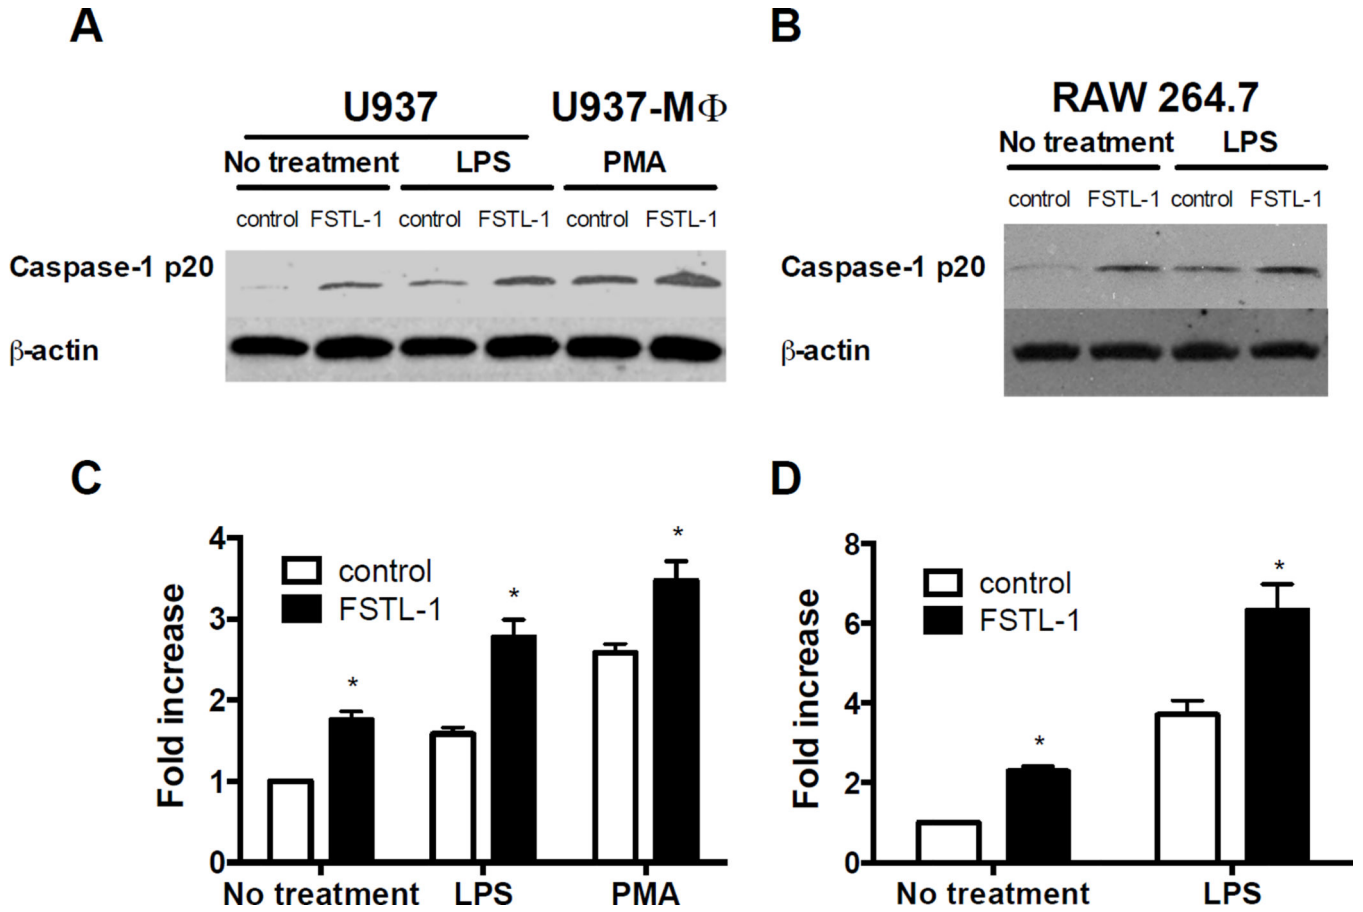 A
U937 U937-MΦ
No treatment LPS PMA
control FSTL-1 control FSTL-1 control FSTL-1
Caspase-1 p20
β-actin
B
RAW 264.7
No treatment LPS
control FSTL-1 control FSTL-1
Caspase-1 p20
β-actin
C
Fold increase
4
3
2
1
0
control
FSTL-1
*
*
*
No treatment LPS PMA
D
Fold increase
8
6
4
2
0
control
FSTL-1
*
*
No treatment LPS